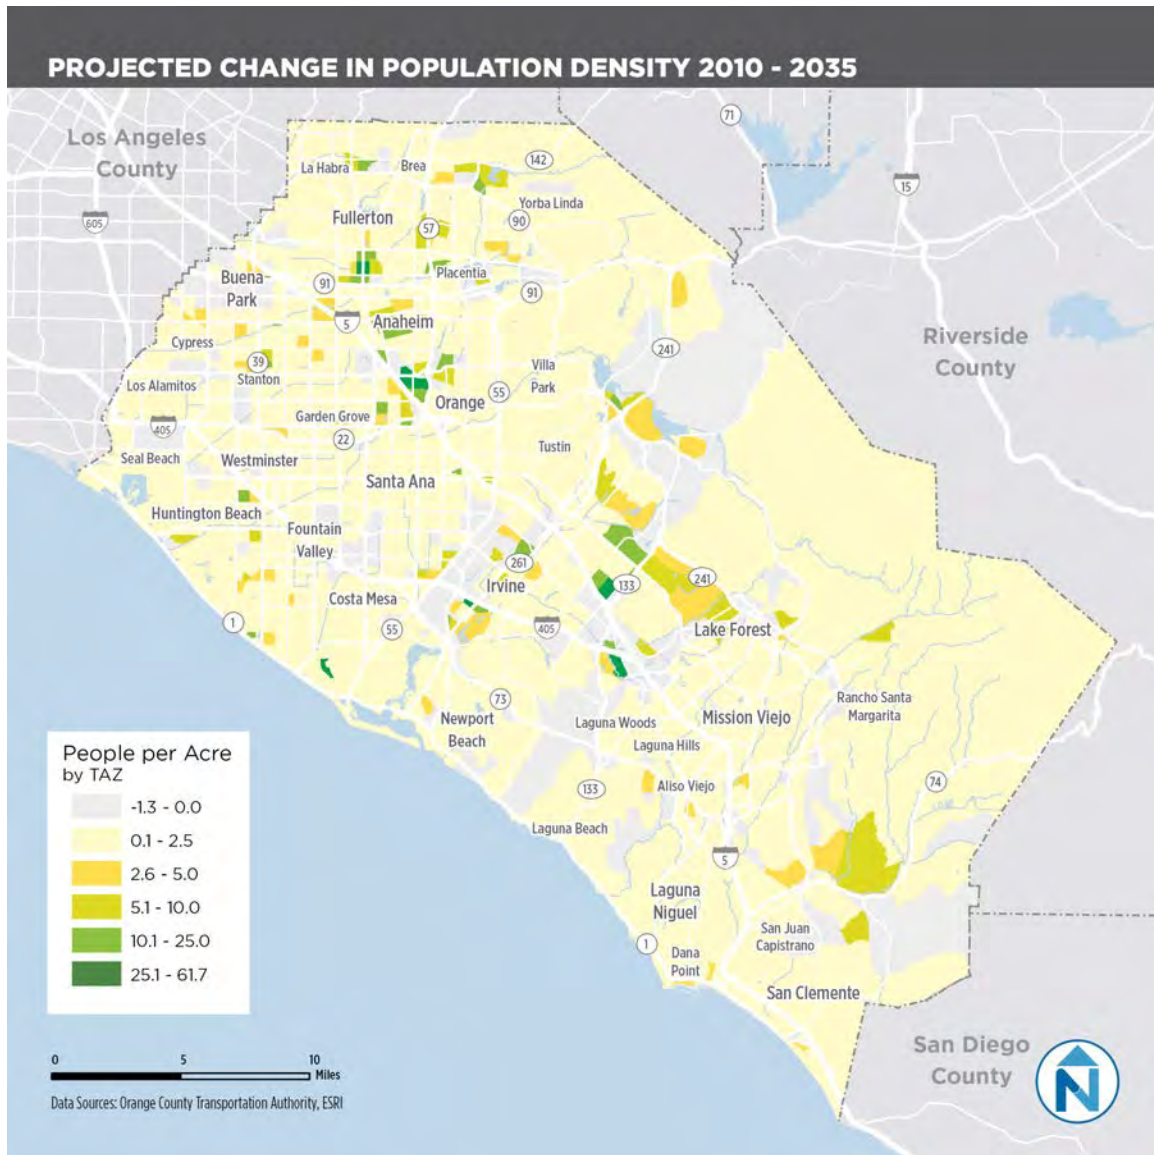 PROJECTED CHANGE IN POPULATION DENSITY 2010 - 2035
Los Angeles
County
71
15
605
La Habra
Brea
142
Yorba Linda
90
Fullerton
57
Buena
Park
91
Placentia
91
5
Anaheim
241
Riverside
County
Cypress
39
Stanton
Los Alamitos
Villa
Park
55
Orange
405
Garden Grove
22
Tustin
Seal Beach
Westminster
Santa Ana
Huntington Beach
Fountain
Valley
261
Irvine
133
241
Costa Mesa
1
55
405
Lake Forest
73
Newport
Beach
Laguna Woods
Mission Viejo
Rancho Santa
Margarita
Laguna Hills
133
Aliso Viejo
74
Laguna Beach
5
Laguna
Niguel
San Juan
Capistrano
1
Dana
Point
San Clemente
San Diego
County
People per Acre
by TAZ
-1.3 - 0.0
0.1 - 2.5
2.6 - 5.0
5.1 - 10.0
10.1 - 25.0
25.1 - 61.7
0 5 10
Miles
Data Sources: Orange County Transportation Authority, ESRI
N